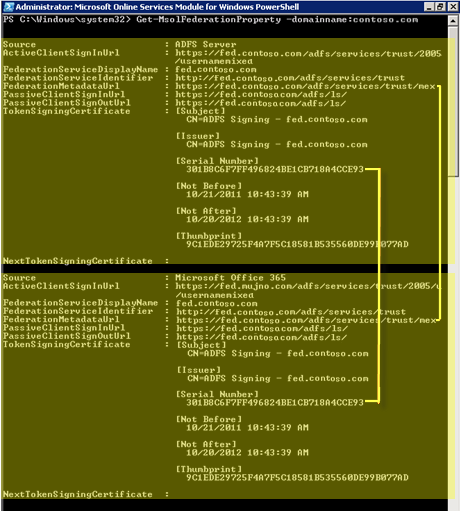 Administrator: Microsoft Online Services Module for Windows PowerShell
PS C:\Windows\system32> Get-MsolFederationProperty -domainname:contoso.com
Source : ADFS Server
ActiveClientSignInUrl : https://fed.contoso.com/adfs/services/trust/2005
/usernamemixed
FederationServiceDisplayName : fed.contoso.com
FederationServiceIdentifier : http://fed.contoso.com/adfs/services/trust
FederationMetadataUrl : https://fed.contoso.com/adfs/services/trust/mex
PassiveClientSignInUrl : https://fed.contoso.com/adfs/ls/
PassiveClientSignOutUrl : https://fed.contoso.com/adfs/ls/
TokenSigningCertificate : [Subject]
CN=ADFS Signing - fed.contoso.com
[Issuer]
CN=ADFS Signing - fed.contoso.com
[Serial Number]
301B8C6F7FF496824BE1CB718A4CCE93
[Not Before]
10/21/2011 10:43:39 AM
[Not After]
10/20/2012 10:43:39 AM
[Thumbprint]
9C1EDE29725F4A7F5C18581B535560DE99B077AD
NextTokenSigningCertificate :
Source : Microsoft Office 365
ActiveClientSignInUrl : https://fed.mujno.com/adfs/services/trust/2005/u
/usernamemixed
FederationServiceDisplayName : fed.contoso.com
FederationServiceIdentifier : http://fed.contoso.com/adfs/services/trust
FederationMetadataUrl : https://fed.contoso.com/adfs/services/trust/mex
PassiveClientSignInUrl : https://fed.contoso.com/adfs/ls/
PassiveClientSignOutUrl : https://fed.contoso.com/adfs/ls/
TokenSigningCertificate : [Subject]
CN=ADFS Signing - fed.contoso.com
[Issuer]
CN=ADFS Signing - fed.contoso.com
[Serial Number]
301B8C6F7FF496824BE1CB718A4CCE93
[Not Before]
10/21/2011 10:43:39 AM
[Not After]
10/20/2012 10:43:39 AM
[Thumbprint]
9C1EDE29725F4A7F5C18581B535560DE99B077AD
NextTokenSigningCertificate :